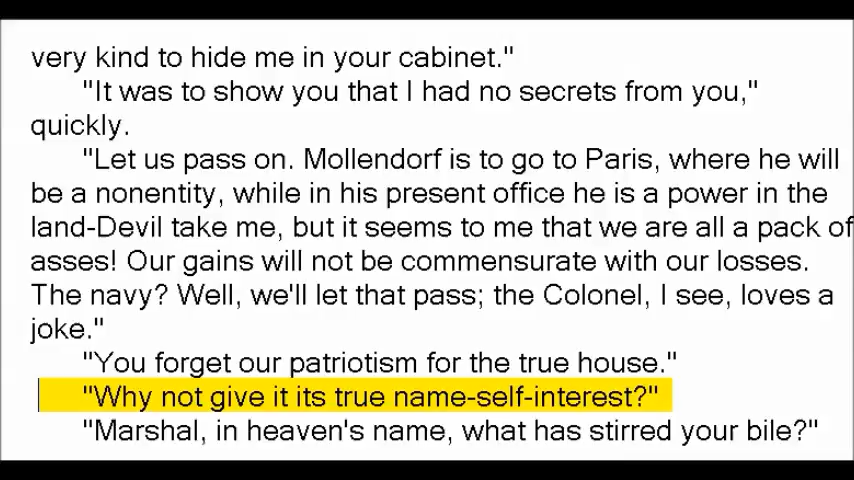 very kind to hide me in your cabinet."
"It was to show you that I had no secrets from you,"
quickly.
"Let us pass on. Mollendorf is to go to Paris, where he will
be a nonentity, while in his present office he is a power in the
land-Devil take me, but it seems to me that we are all a pack of
asses! Our gains will not be commensurate with our losses.
The navy? Well, we'll let that pass; the Colonel, I see, loves a
joke."
"You forget our patriotism for the true house."
"Why not give it its true name-self-interest?"
"Marshal, in heaven's name, what has stirred your bile?"